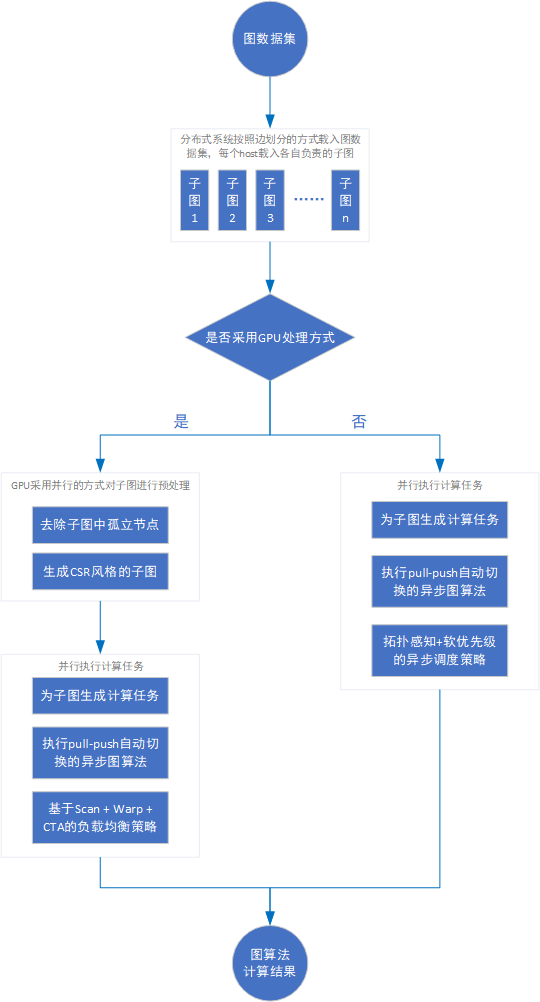 图数据集
分布式系统按照边划分的方式载入图数
据集，每个host载入各自负责的子图
子
图
1
子
图
2
子
图
3
……
子
图
n
是否采用GPU处理方式
是
否
GPU采用并行的方式对子图进行预处理
去除子图中孤立节点
生成CSR风格的子图
并行执行计算任务
为子图生成计算任务
执行pull-push自动切
换的异步图算法
基于Scan + Warp +
CTA的负载均衡策略
并行执行计算任务
为子图生成计算任务
执行pull-push自动切
换的异步图算法
拓扑感知+软优先级
的异步调度策略
图算法
计算结果